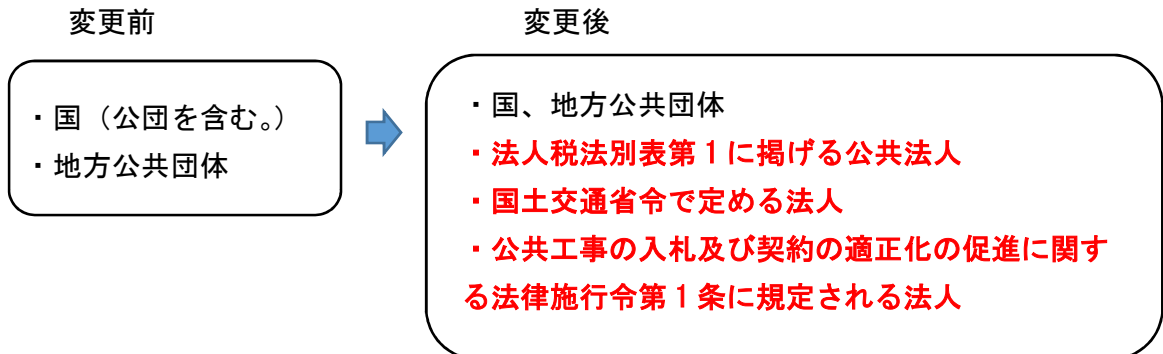 変更前
・国（公団を含む。）
・地方公共団体
変更後
・国、地方公共団体
・法人税法別表第１に掲げる公共法人
・国土交通省令で定める法人
・公共工事の入札及び契約の適正化の促進に関す
る法律施行令第１条に規定される法人